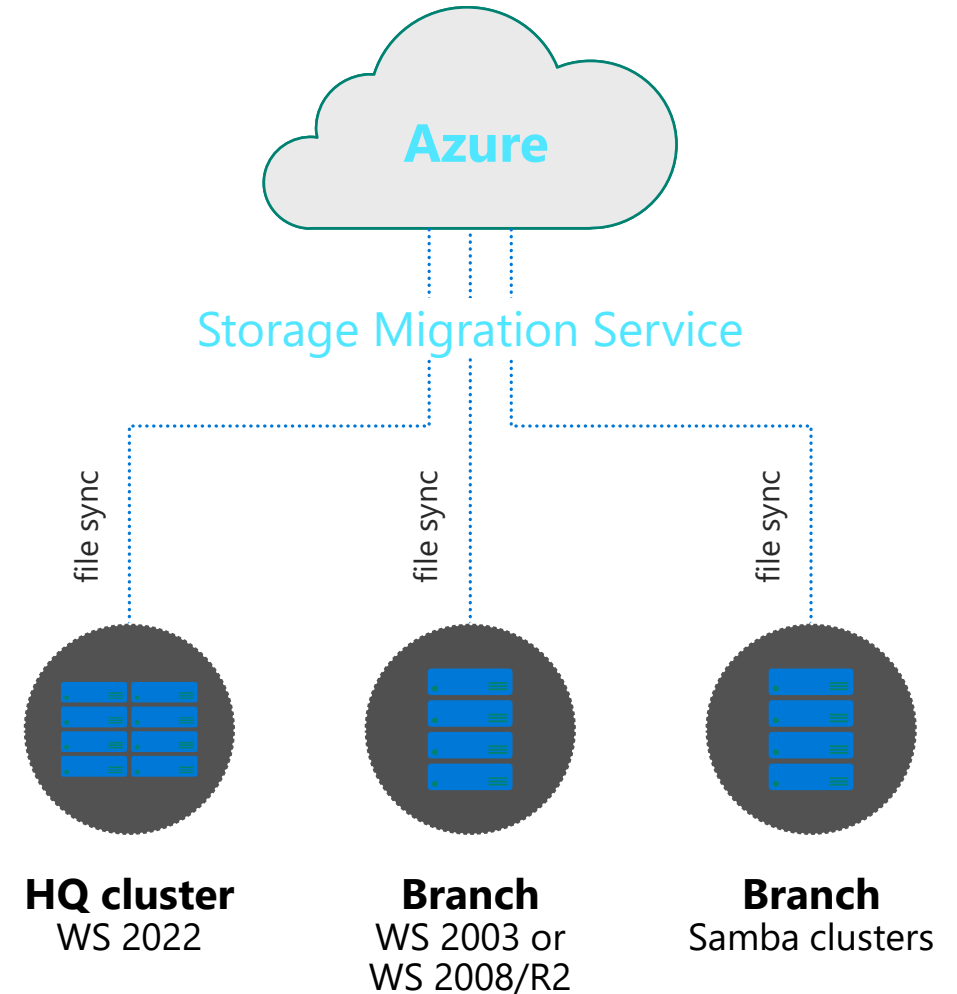 Azure
Storage Migration Service
file sync
file sync
file sync
HQ cluster
WS 2022
Branch
WS 2003 or
WS 2008/R2
Branch
Samba clusters